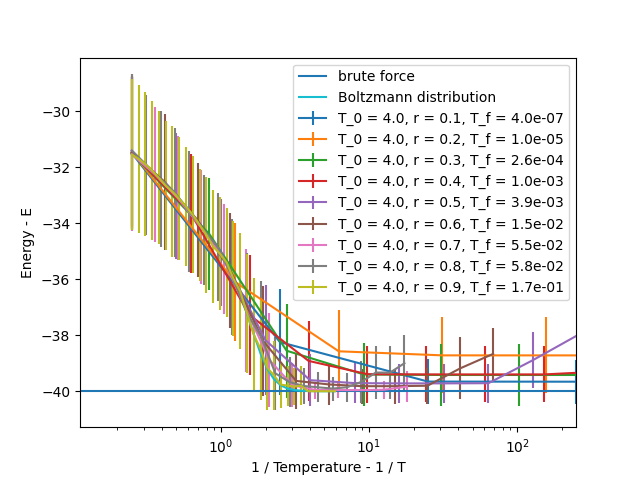 brute force
Boltzmann distribution
T_0 = 4.0, r = 0.1, T_f = 4.0e-07
T_0 = 4.0, r = 0.2, T_f = 1.0e-05
T_0 = 4.0, r = 0.3, T_f = 2.6e-04
T_0 = 4.0, r = 0.4, T_f = 1.0e-03
T_0 = 4.0, r = 0.5, T_f = 3.9e-03
T_0 = 4.0, r = 0.6, T_f = 1.5e-02
T_0 = 4.0, r = 0.7, T_f = 5.5e-02
T_0 = 4.0, r = 0.8, T_f = 5.8e-02
T_0 = 4.0, r = 0.9, T_f = 1.7e-01
−30
−32
−34
−36
−38
−40
Energy - E
10⁰ 10¹ 10²
1 / Temperature - 1 / T